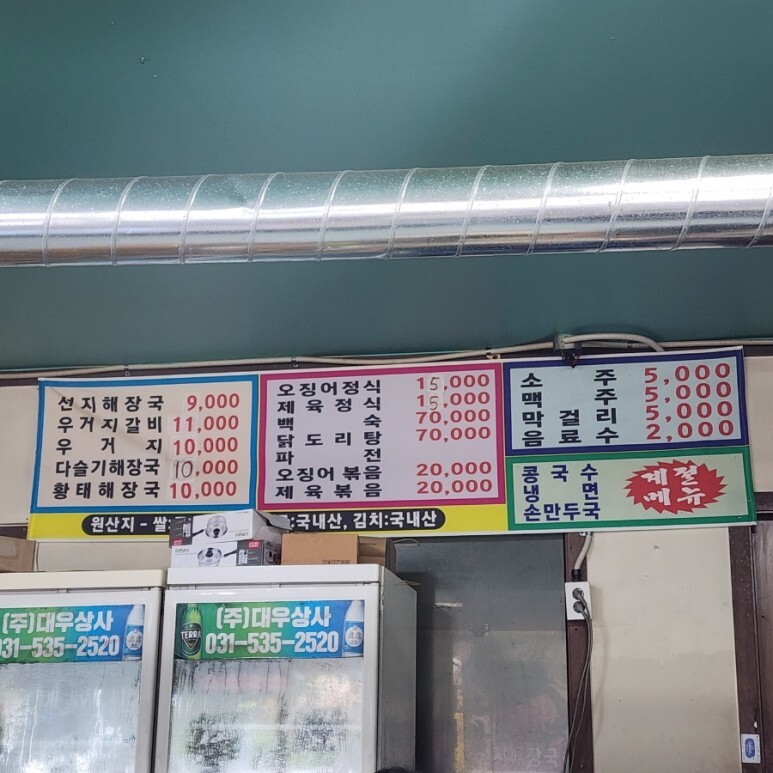 선지해장국 9,000
우거지갈비 11,000
우거지 10,000
다슬기해장국 10,000
황태해장국 10,000
오징어정식 15,000
제육정식 15,000
백숙 70,000
닭도리탕 70,000
파전
오징어볶음 20,000
제육볶음 20,000
소주 5,000
맥주 5,000
막걸리 5,000
음료수 2,000
콩국수
냉면
손만두국
계절
메뉴
원산지 - 쌀:
:국내산, 김치:국내산
(주)대우상사
031-535-2520
TERRA
(주)대우상사
031-535-2520